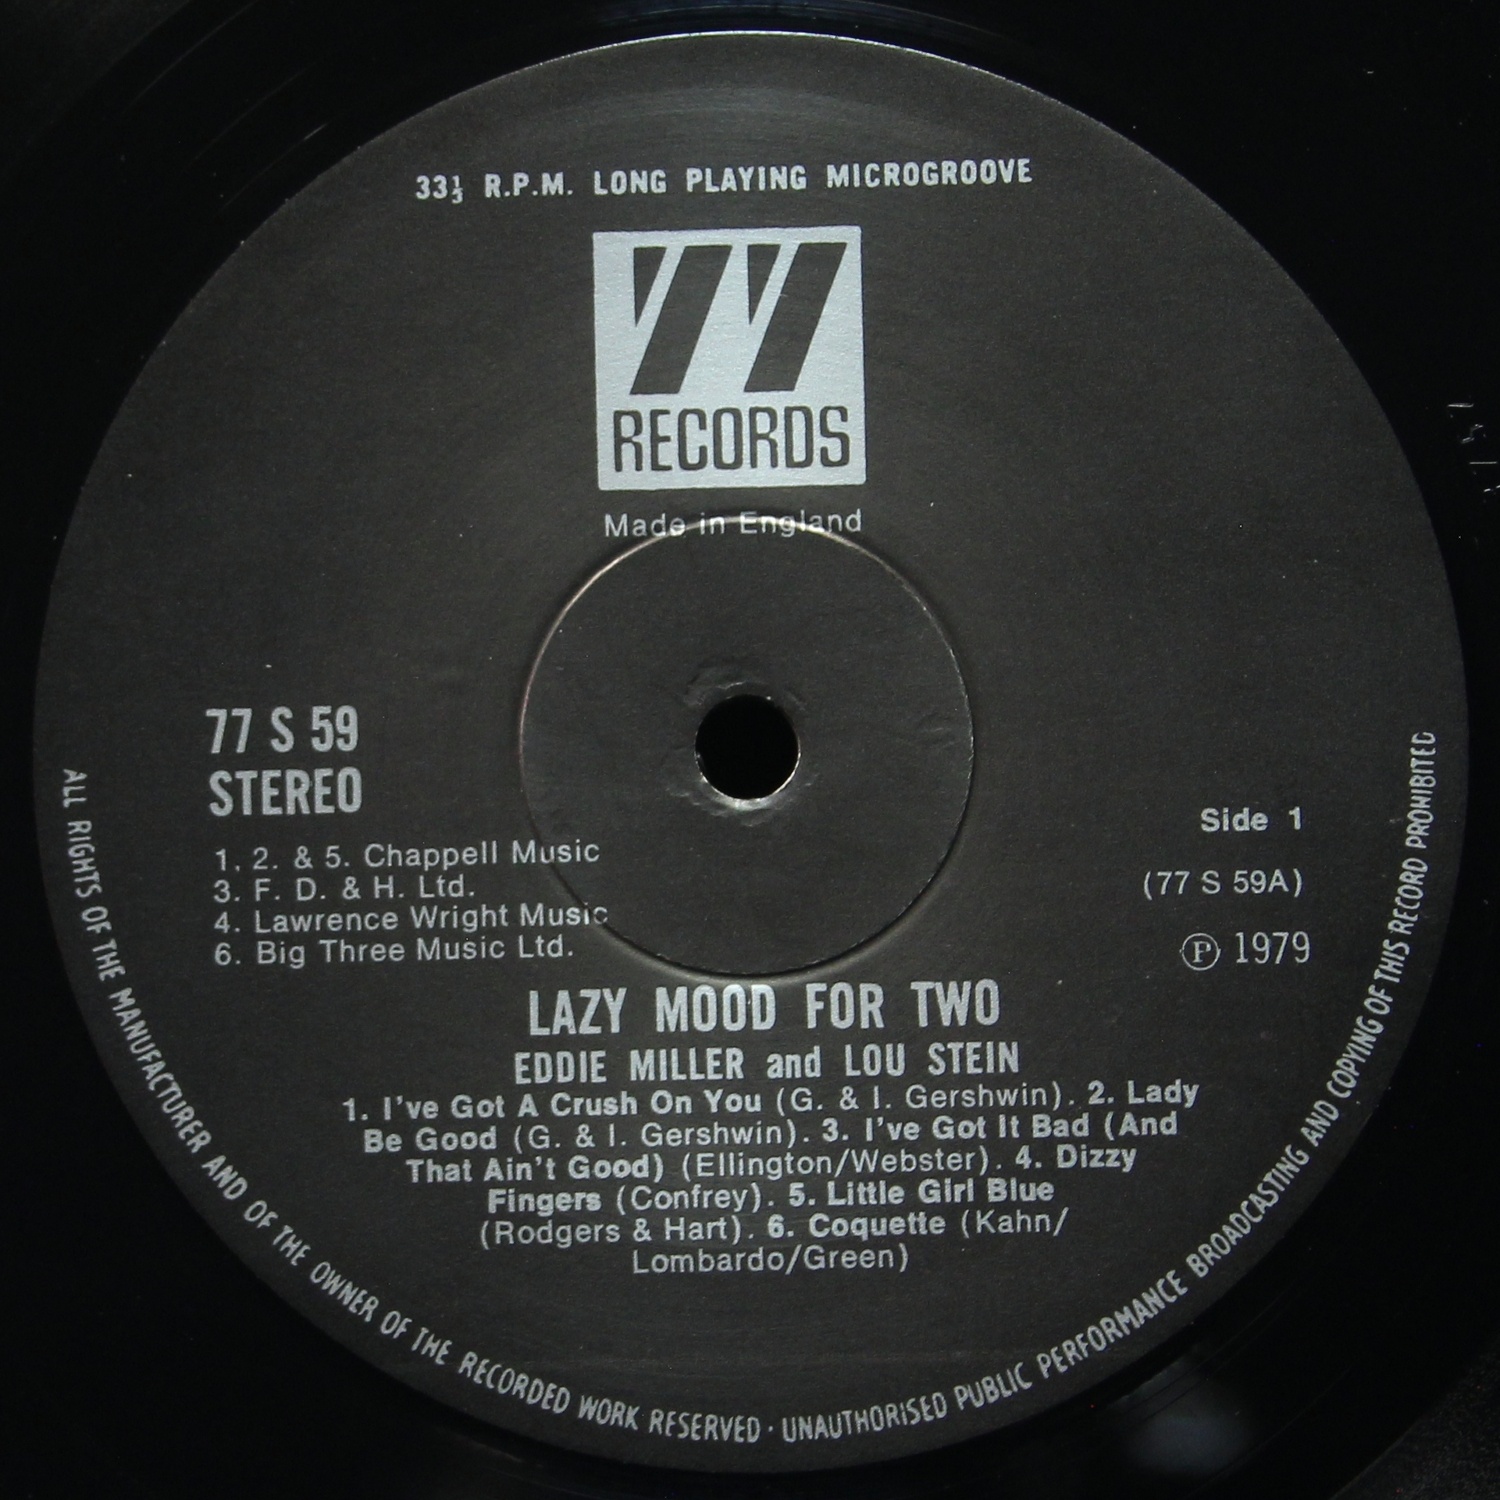 33⅓ R.P.M. LONG PLAYING MICROGROOVE
77
RECORDS
Made in England
77 S 59
STEREO
1, 2. & 5. Chappell Music
3. F. D. & H. Ltd.
4. Lawrence Wright Music
6. Big Three Music Ltd.
Side 1
(77 S 59A)
Ⓟ 1979
LAZY MOOD FOR TWO
EDDIE MILLER and LOU STEIN
1. I've Got A Crush On You (G. & I. Gershwin). 2. Lady
Be Good (G. & I. Gershwin). 3. I've Got It Bad (And
That Ain't Good) (Ellington/Webster). 4. Dizzy
Fingers (Confrey). 5. Little Girl Blue
(Rodgers & Hart). 6. Coquette (Kahn/
Lombardo/Green)
ALL RIGHTS OF THE MANUFACTURER AND OF THE OWNER OF THE RECORDED WORK RESERVED · UNAUTHORISED PUBLIC PERFORMANCE BROADCASTING AND COPYING OF THIS RECORD PROHIBITED